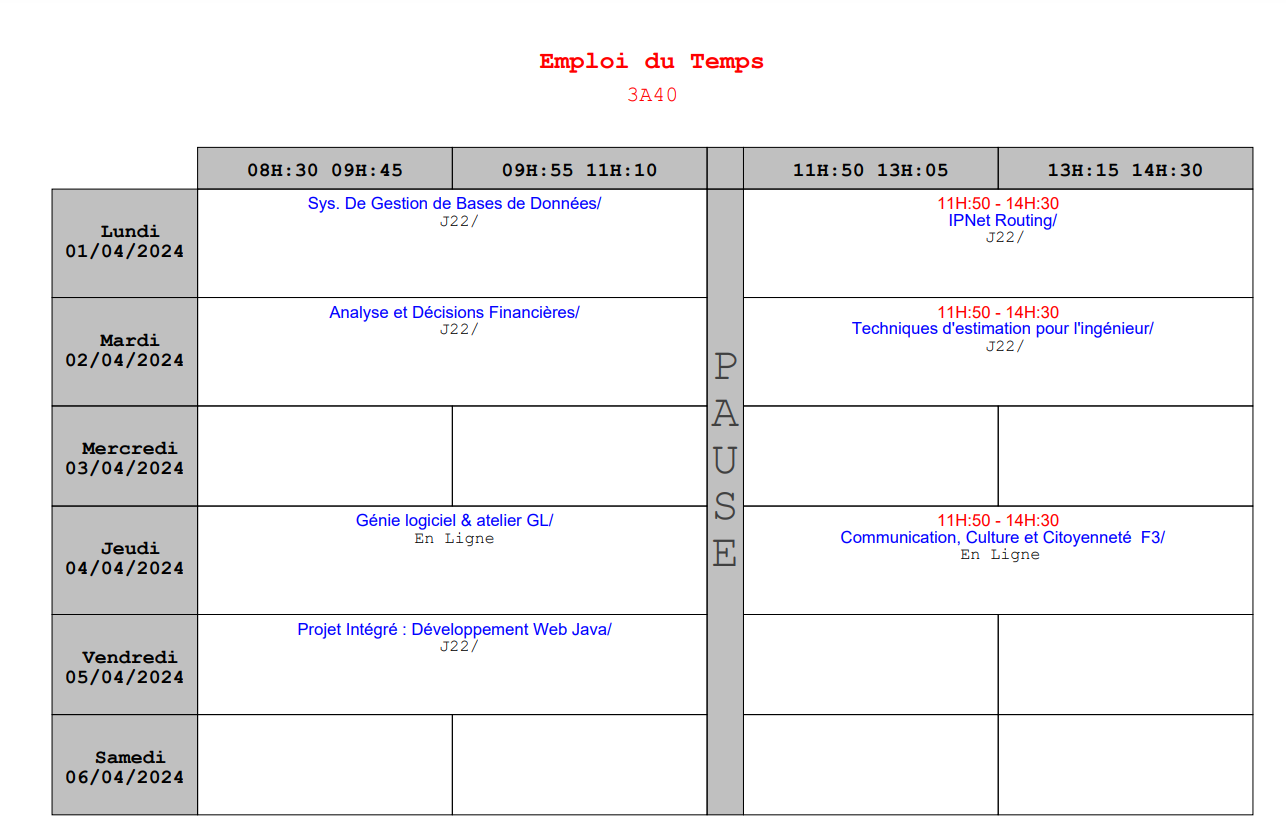 Emploi du Temps
3A40
08H:30 09H:45
09H:55 11H:10
11H:50 13H:05
13H:15 14H:30
PAUSE
Lundi
01/04/2024
Sys. De Gestion de Bases de Données/
J22/
11H:50 - 14H:30
IPNet Routing/
J22/
Mardi
02/04/2024
Analyse et Décisions Financières/
J22/
11H:50 - 14H:30
Techniques d'estimation pour l'ingénieur/
J22/
Mercredi
03/04/2024
Jeudi
04/04/2024
Génie logiciel & atelier GL/
En Ligne
11H:50 - 14H:30
Communication, Culture et Citoyenneté  F3/
En Ligne
Vendredi
05/04/2024
Projet Intégré : Développement Web Java/
J22/
Samedi
06/04/2024